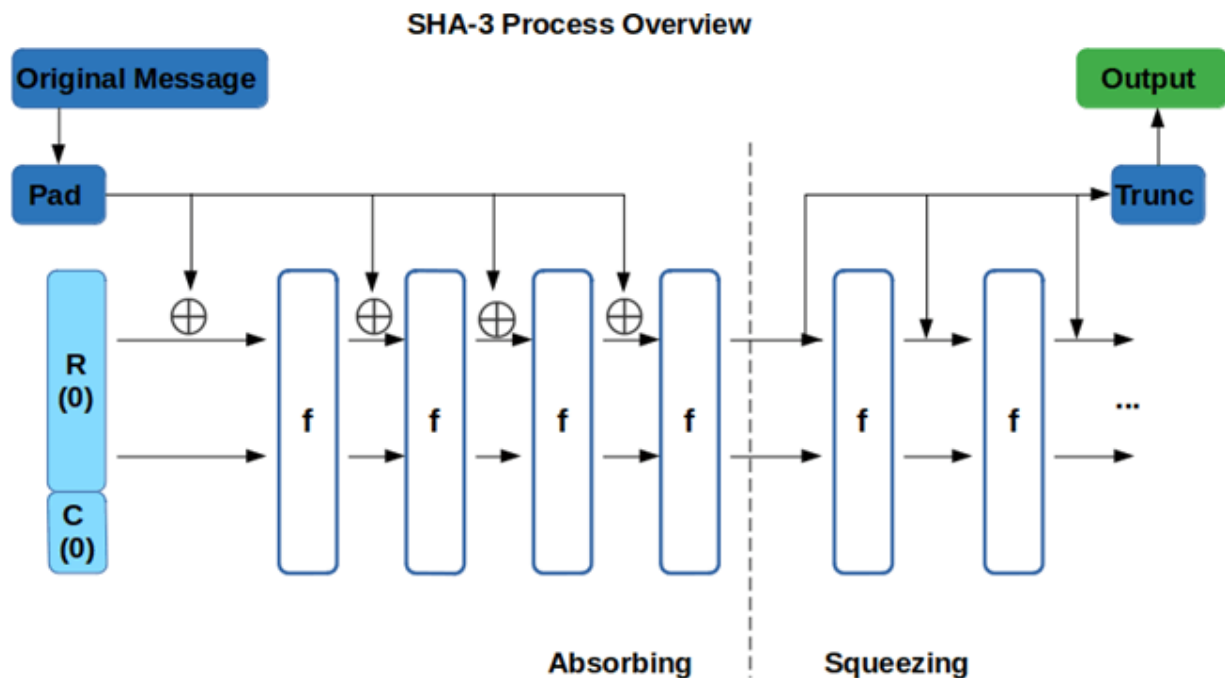 SHA-3 Process Overview
Original Message
Output
Pad
Trunc
R
(0)
C
(0)
f
f
f
f
f
f
...
Absorbing
Squeezing